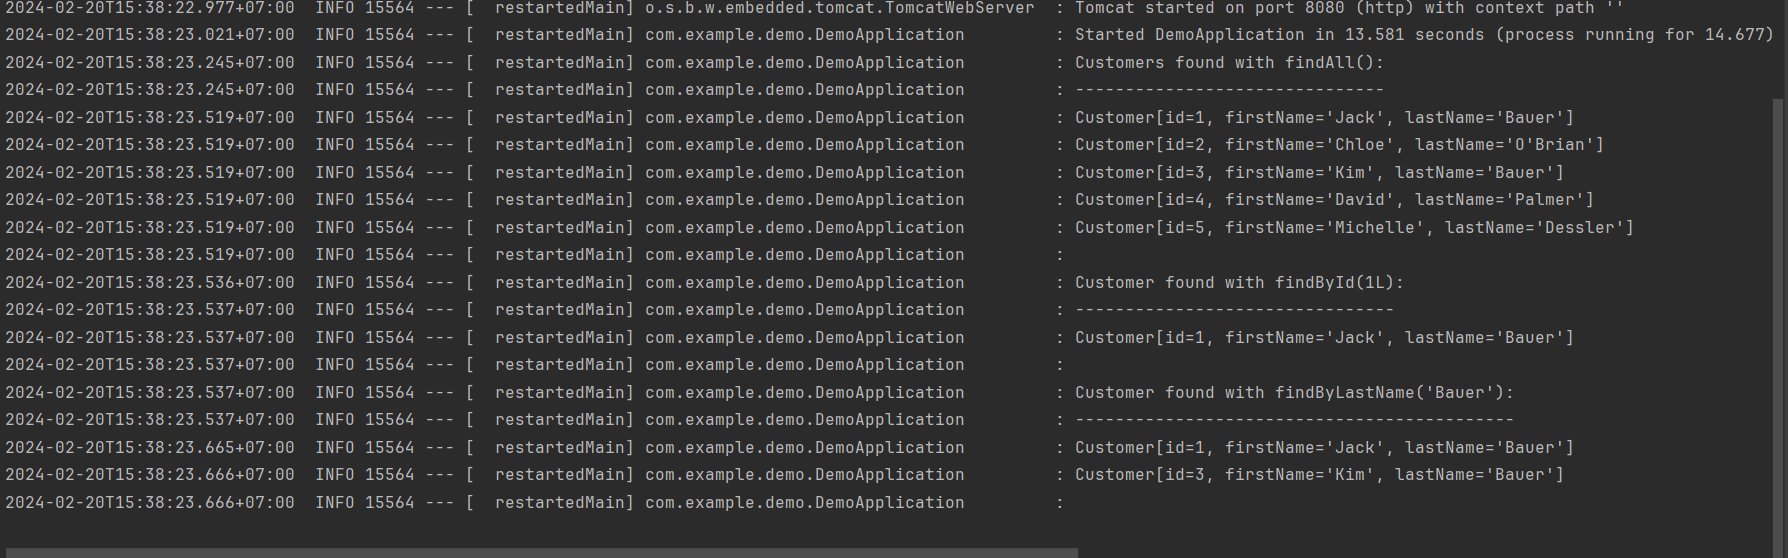 2024-02-20T15:38:22.977+07:00  INFO 15564 --- [  restartedMain] o.s.b.w.embedded.tomcat.TomcatWebServer  : Tomcat started on port 8080 (http) with context path ''
2024-02-20T15:38:23.021+07:00  INFO 15564 --- [  restartedMain] com.example.demo.DemoApplication         : Started DemoApplication in 13.581 seconds (process running for 14.677)
2024-02-20T15:38:23.245+07:00  INFO 15564 --- [  restartedMain] com.example.demo.DemoApplication         : Customers found with findAll():
2024-02-20T15:38:23.245+07:00  INFO 15564 --- [  restartedMain] com.example.demo.DemoApplication         : -------------------------------
2024-02-20T15:38:23.519+07:00  INFO 15564 --- [  restartedMain] com.example.demo.DemoApplication         : Customer[id=1, firstName='Jack', lastName='Bauer']
2024-02-20T15:38:23.519+07:00  INFO 15564 --- [  restartedMain] com.example.demo.DemoApplication         : Customer[id=2, firstName='Chloe', lastName='O'Brian']
2024-02-20T15:38:23.519+07:00  INFO 15564 --- [  restartedMain] com.example.demo.DemoApplication         : Customer[id=3, firstName='Kim', lastName='Bauer']
2024-02-20T15:38:23.519+07:00  INFO 15564 --- [  restartedMain] com.example.demo.DemoApplication         : Customer[id=4, firstName='David', lastName='Palmer']
2024-02-20T15:38:23.519+07:00  INFO 15564 --- [  restartedMain] com.example.demo.DemoApplication         : Customer[id=5, firstName='Michelle', lastName='Dessler']
2024-02-20T15:38:23.519+07:00  INFO 15564 --- [  restartedMain] com.example.demo.DemoApplication         :
2024-02-20T15:38:23.536+07:00  INFO 15564 --- [  restartedMain] com.example.demo.DemoApplication         : Customer found with findById(1L):
2024-02-20T15:38:23.537+07:00  INFO 15564 --- [  restartedMain] com.example.demo.DemoApplication         : --------------------------------
2024-02-20T15:38:23.537+07:00  INFO 15564 --- [  restartedMain] com.example.demo.DemoApplication         : Customer[id=1, firstName='Jack', lastName='Bauer']
2024-02-20T15:38:23.537+07:00  INFO 15564 --- [  restartedMain] com.example.demo.DemoApplication         :
2024-02-20T15:38:23.537+07:00  INFO 15564 --- [  restartedMain] com.example.demo.DemoApplication         : Customer found with findByLastName('Bauer'):
2024-02-20T15:38:23.537+07:00  INFO 15564 --- [  restartedMain] com.example.demo.DemoApplication         : --------------------------------------------
2024-02-20T15:38:23.665+07:00  INFO 15564 --- [  restartedMain] com.example.demo.DemoApplication         : Customer[id=1, firstName='Jack', lastName='Bauer']
2024-02-20T15:38:23.666+07:00  INFO 15564 --- [  restartedMain] com.example.demo.DemoApplication         : Customer[id=3, firstName='Kim', lastName='Bauer']
2024-02-20T15:38:23.666+07:00  INFO 15564 --- [  restartedMain] com.example.demo.DemoApplication         :